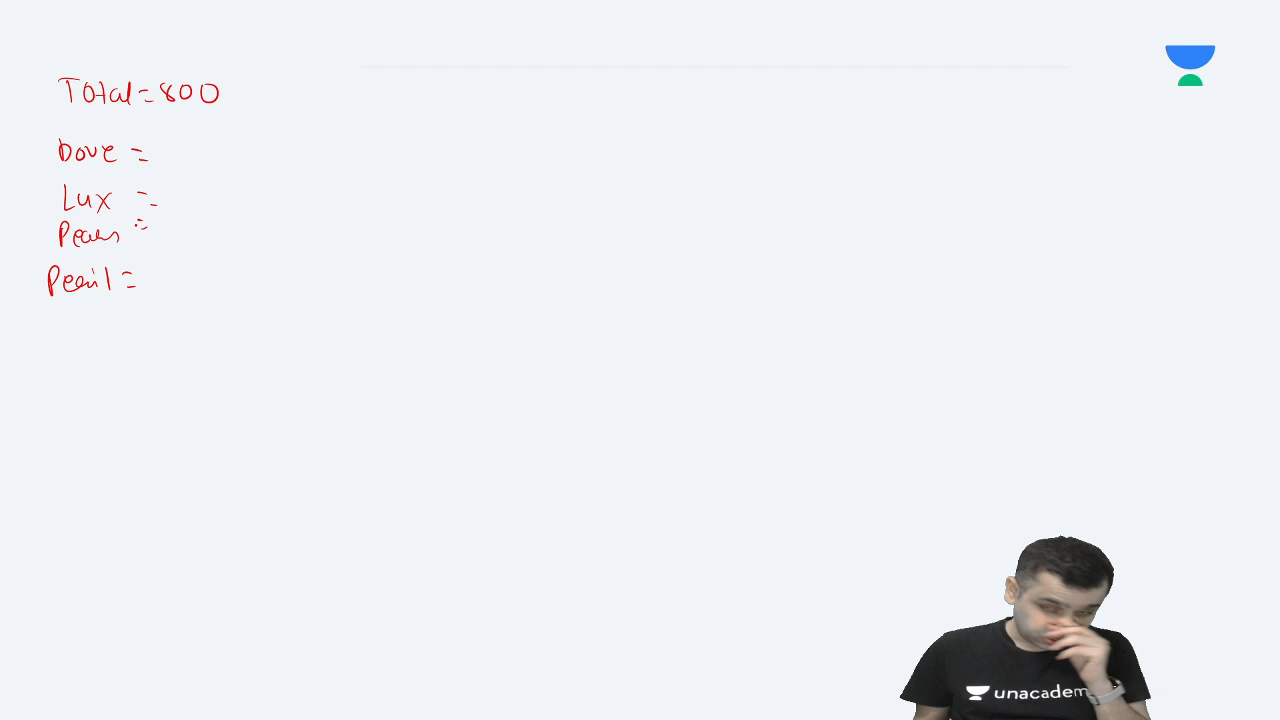 Total = 800
Dove =
Lux =
Pears =
Pearl =
unacadem